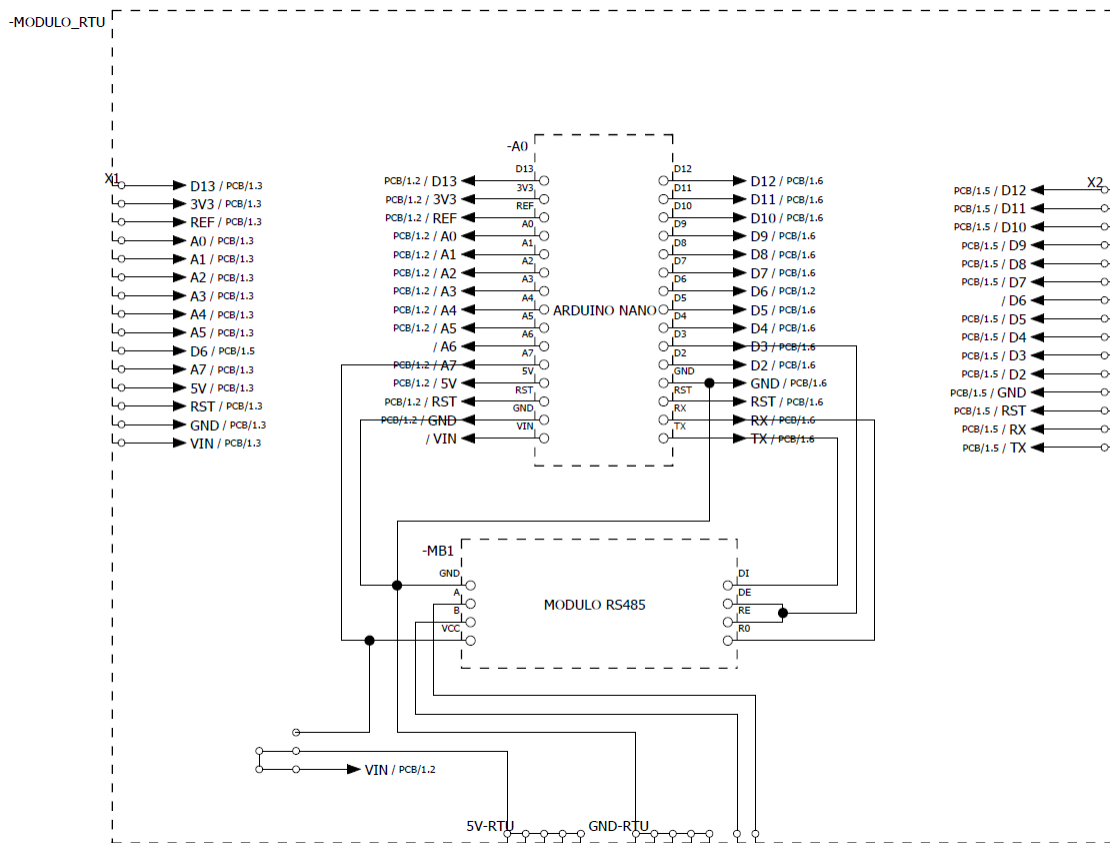 -MODULO_RTU
X1
D13 / PCB/1.3
3V3 / PCB/1.3
REF / PCB/1.3
A0 / PCB/1.3
A1 / PCB/1.3
A2 / PCB/1.3
A3 / PCB/1.3
A4 / PCB/1.3
A5 / PCB/1.3
D6 / PCB/1.5
A7 / PCB/1.3
5V / PCB/1.3
RST / PCB/1.3
GND / PCB/1.3
VIN / PCB/1.3
-A0
PCB/1.2 / D13
PCB/1.2 / 3V3
PCB/1.2 / REF
PCB/1.2 / A0
PCB/1.2 / A1
PCB/1.2 / A2
PCB/1.2 / A3
PCB/1.2 / A4
PCB/1.2 / A5
/ A6
PCB/1.2 / A7
PCB/1.2 / 5V
PCB/1.2 / RST
PCB/1.2 / GND
/ VIN
D13
3V3
REF
A0
A1
A2
A3
A4
A5
A6
A7
5V
RST
GND
VIN
ARDUINO NANO
D12
D11
D10
D9
D8
D7
D6
D5
D4
D3
D2
GND
RST
RX
TX
D12 / PCB/1.6
D11 / PCB/1.6
D10 / PCB/1.6
D9 / PCB/1.6
D8 / PCB/1.6
D7 / PCB/1.6
D6 / PCB/1.2
D5 / PCB/1.6
D4 / PCB/1.6
D3 / PCB/1.6
D2 / PCB/1.6
GND / PCB/1.6
RST / PCB/1.6
RX / PCB/1.6
TX / PCB/1.6
X2
PCB/1.5 / D12
PCB/1.5 / D11
PCB/1.5 / D10
PCB/1.5 / D9
PCB/1.5 / D8
PCB/1.5 / D7
/ D6
PCB/1.5 / D5
PCB/1.5 / D4
PCB/1.5 / D3
PCB/1.5 / D2
PCB/1.5 / GND
PCB/1.5 / RST
PCB/1.5 / RX
PCB/1.5 / TX
-MB1
GND
A
B
VCC
MODULO RS485
DI
DE
RE
R0
VIN / PCB/1.2
5V-RTU
GND-RTU